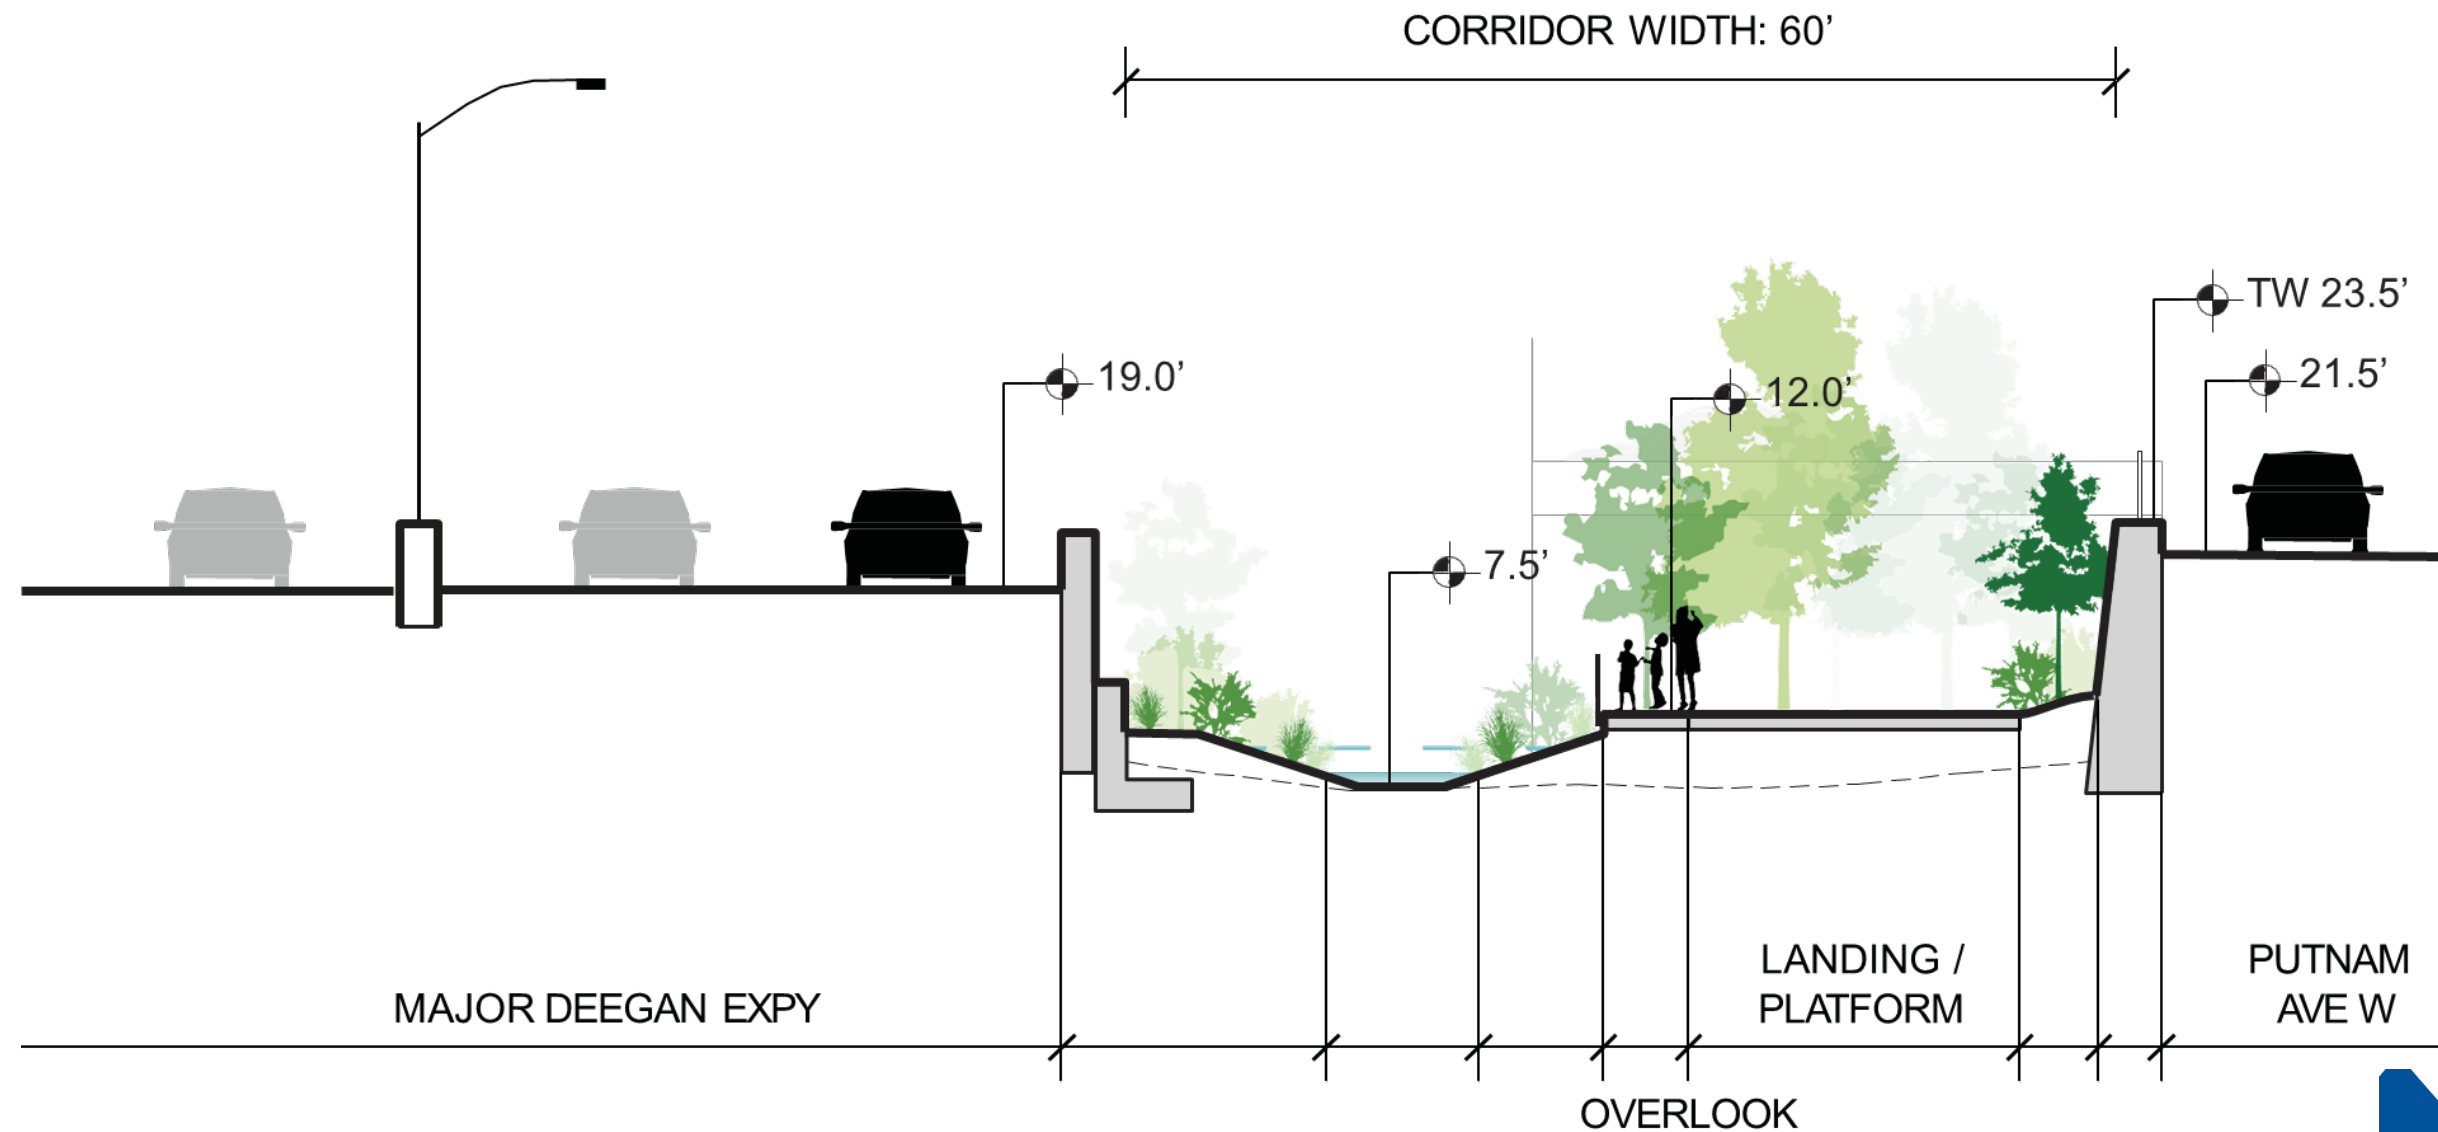 CORRIDOR WIDTH: 60’
TW 23.5’
19.0’
12.0’
21.5’
7.5’
MAJOR DEEGAN EXPY
LANDING /
PLATFORM
PUTNAM
AVE W
OVERLOOK